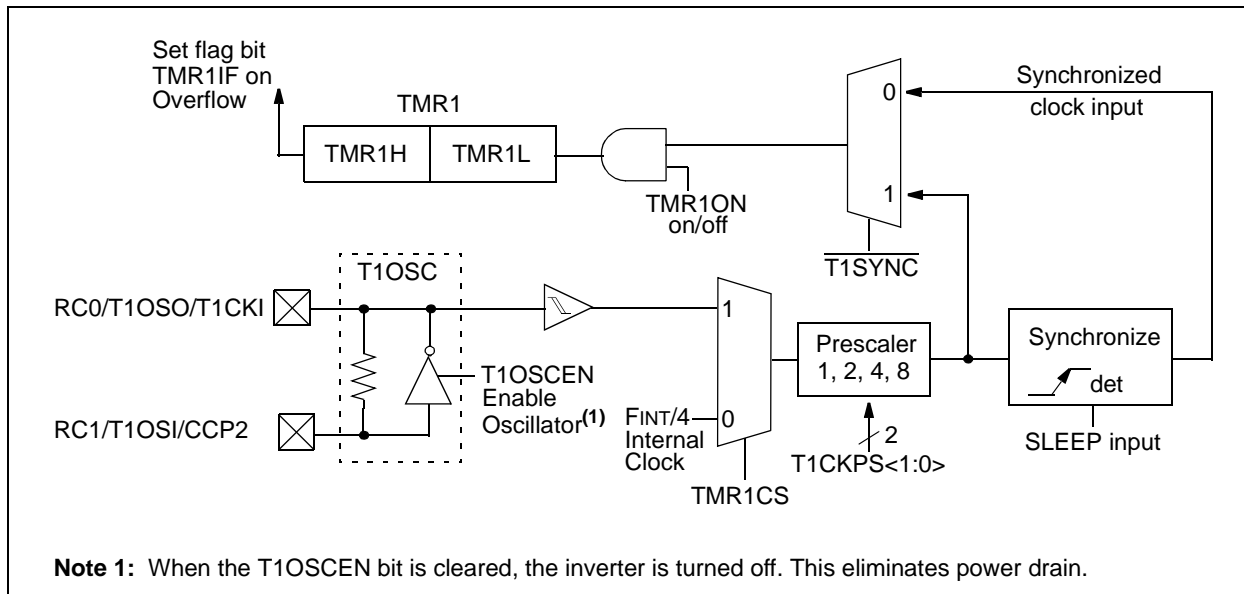 Set flag bit
TMR1IF on
Overflow
TMR1
TMR1H
TMR1L
TMR1ON
on/off
0
1
T1SYNC
Synchronized
clock input
T1OSC
RC0/T1OSO/T1CKI
RC1/T1OSI/CCP2
T1OSCEN
Enable
Oscillator(1)
1
0
FINT/4
Internal
Clock
TMR1CS
Prescaler
1, 2, 4, 8
2
T1CKPS<1:0>
Synchronize
det
SLEEP input
Note 1: When the T1OSCEN bit is cleared, the inverter is turned off. This eliminates power drain.